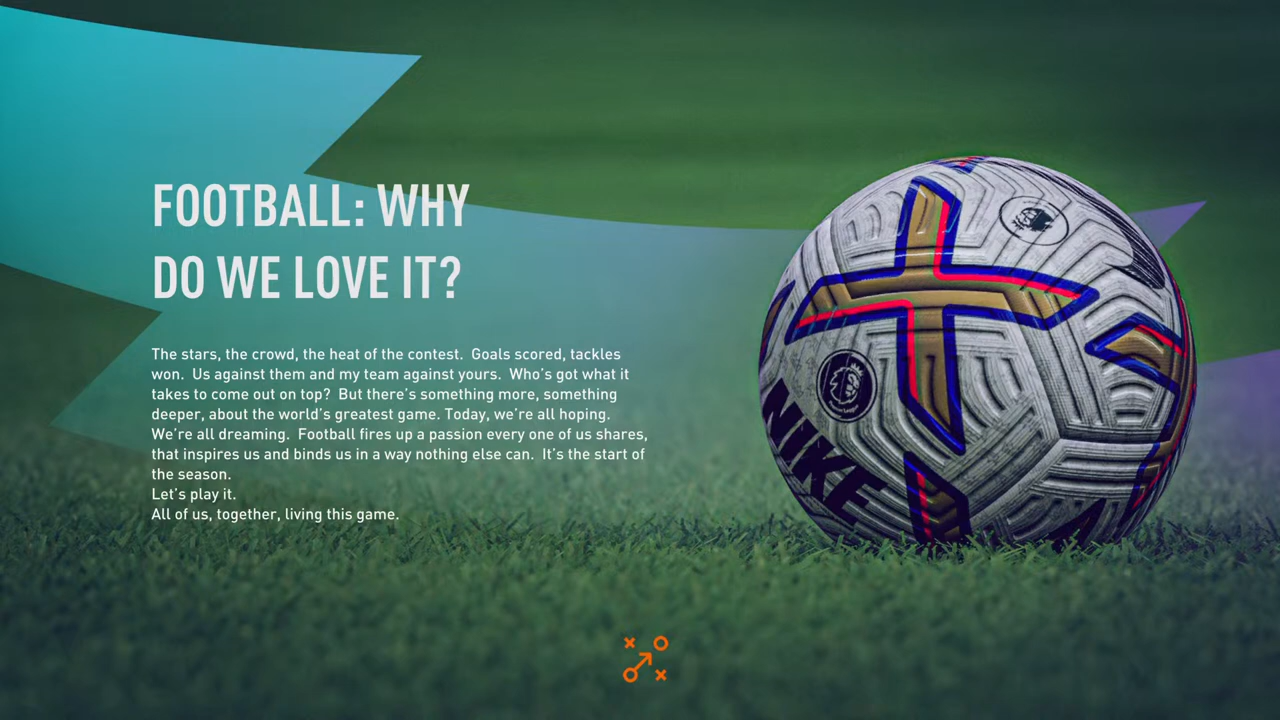 FOOTBALL: WHY
DO WE LOVE IT?
The stars, the crowd, the heat of the contest.  Goals scored, tackles
won.  Us against them and my team against yours.  Who's got what it
takes to come out on top?  But there's something more, something
deeper, about the world's greatest game. Today, we're all hoping.
We're all dreaming.  Football fires up a passion every one of us shares,
that inspires us and binds us in a way nothing else can.  It's the start of
the season.
Let's play it.
All of us, together, living this game.
Premier League
NIKE